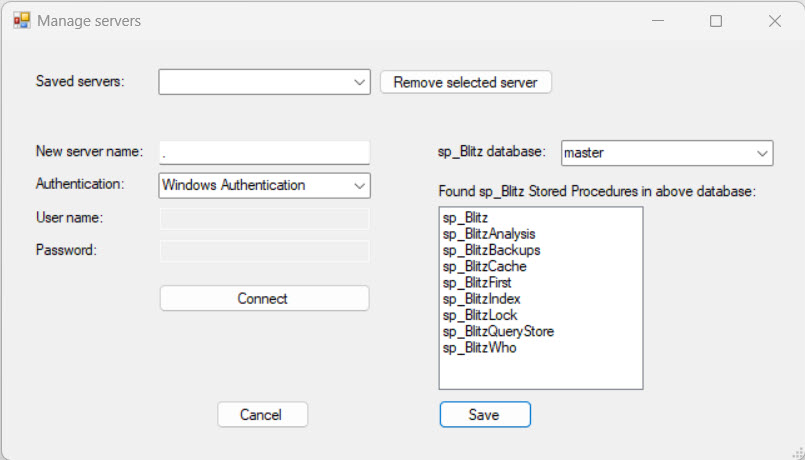 Manage servers
Saved servers:
Remove selected server
New server name: .
Authentication: Windows Authentication
User name:
Password:
Connect
sp_Blitz database: master
Found sp_Blitz Stored Procedures in above database:
sp_Blitz
sp_BlitzAnalysis
sp_BlitzBackups
sp_BlitzCache
sp_BlitzFirst
sp_BlitzIndex
sp_BlitzLock
sp_BlitzQueryStore
sp_BlitzWho
Cancel
Save